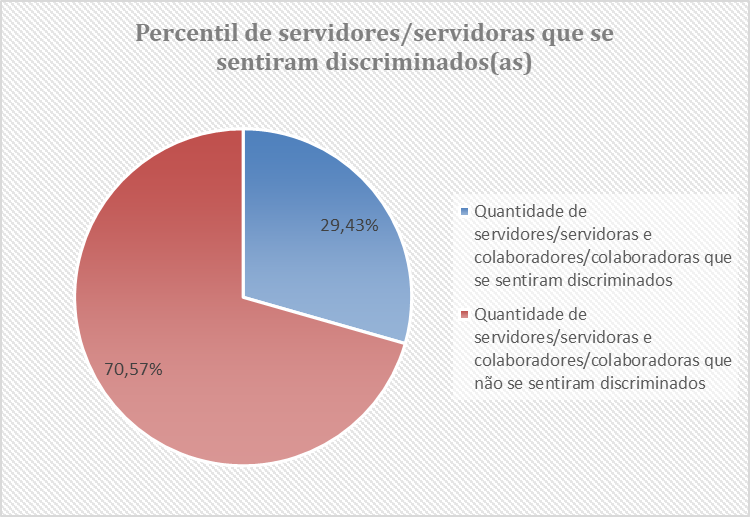 Percentil de servidores/servidoras que se
sentiram discriminados(as)
29,43%
70,57%
Quantidade de
servidores/servidoras e
colaboradores/colaboradoras que
se sentiram discriminados
Quantidade de
servidores/servidoras e
colaboradores/colaboradoras que
não se sentiram discriminados